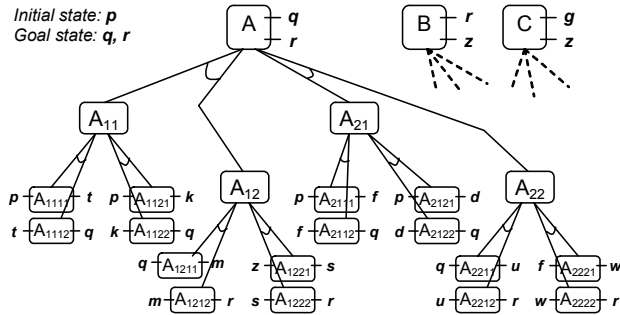 Initial state: p
Goal state: q, r
A q r
B r z
C g z
A11
A21
A12
A22
p A1111 t
p A1121 k
t A1112 q
k A1122 q
p A2111 f
p A2121 d
f A2112 q
d A2122 q
q A1211 m
z A1221 s
m A1212 r
s A1222 r
q A2211 u
f A2221 w
u A2212 r
w A2222 r